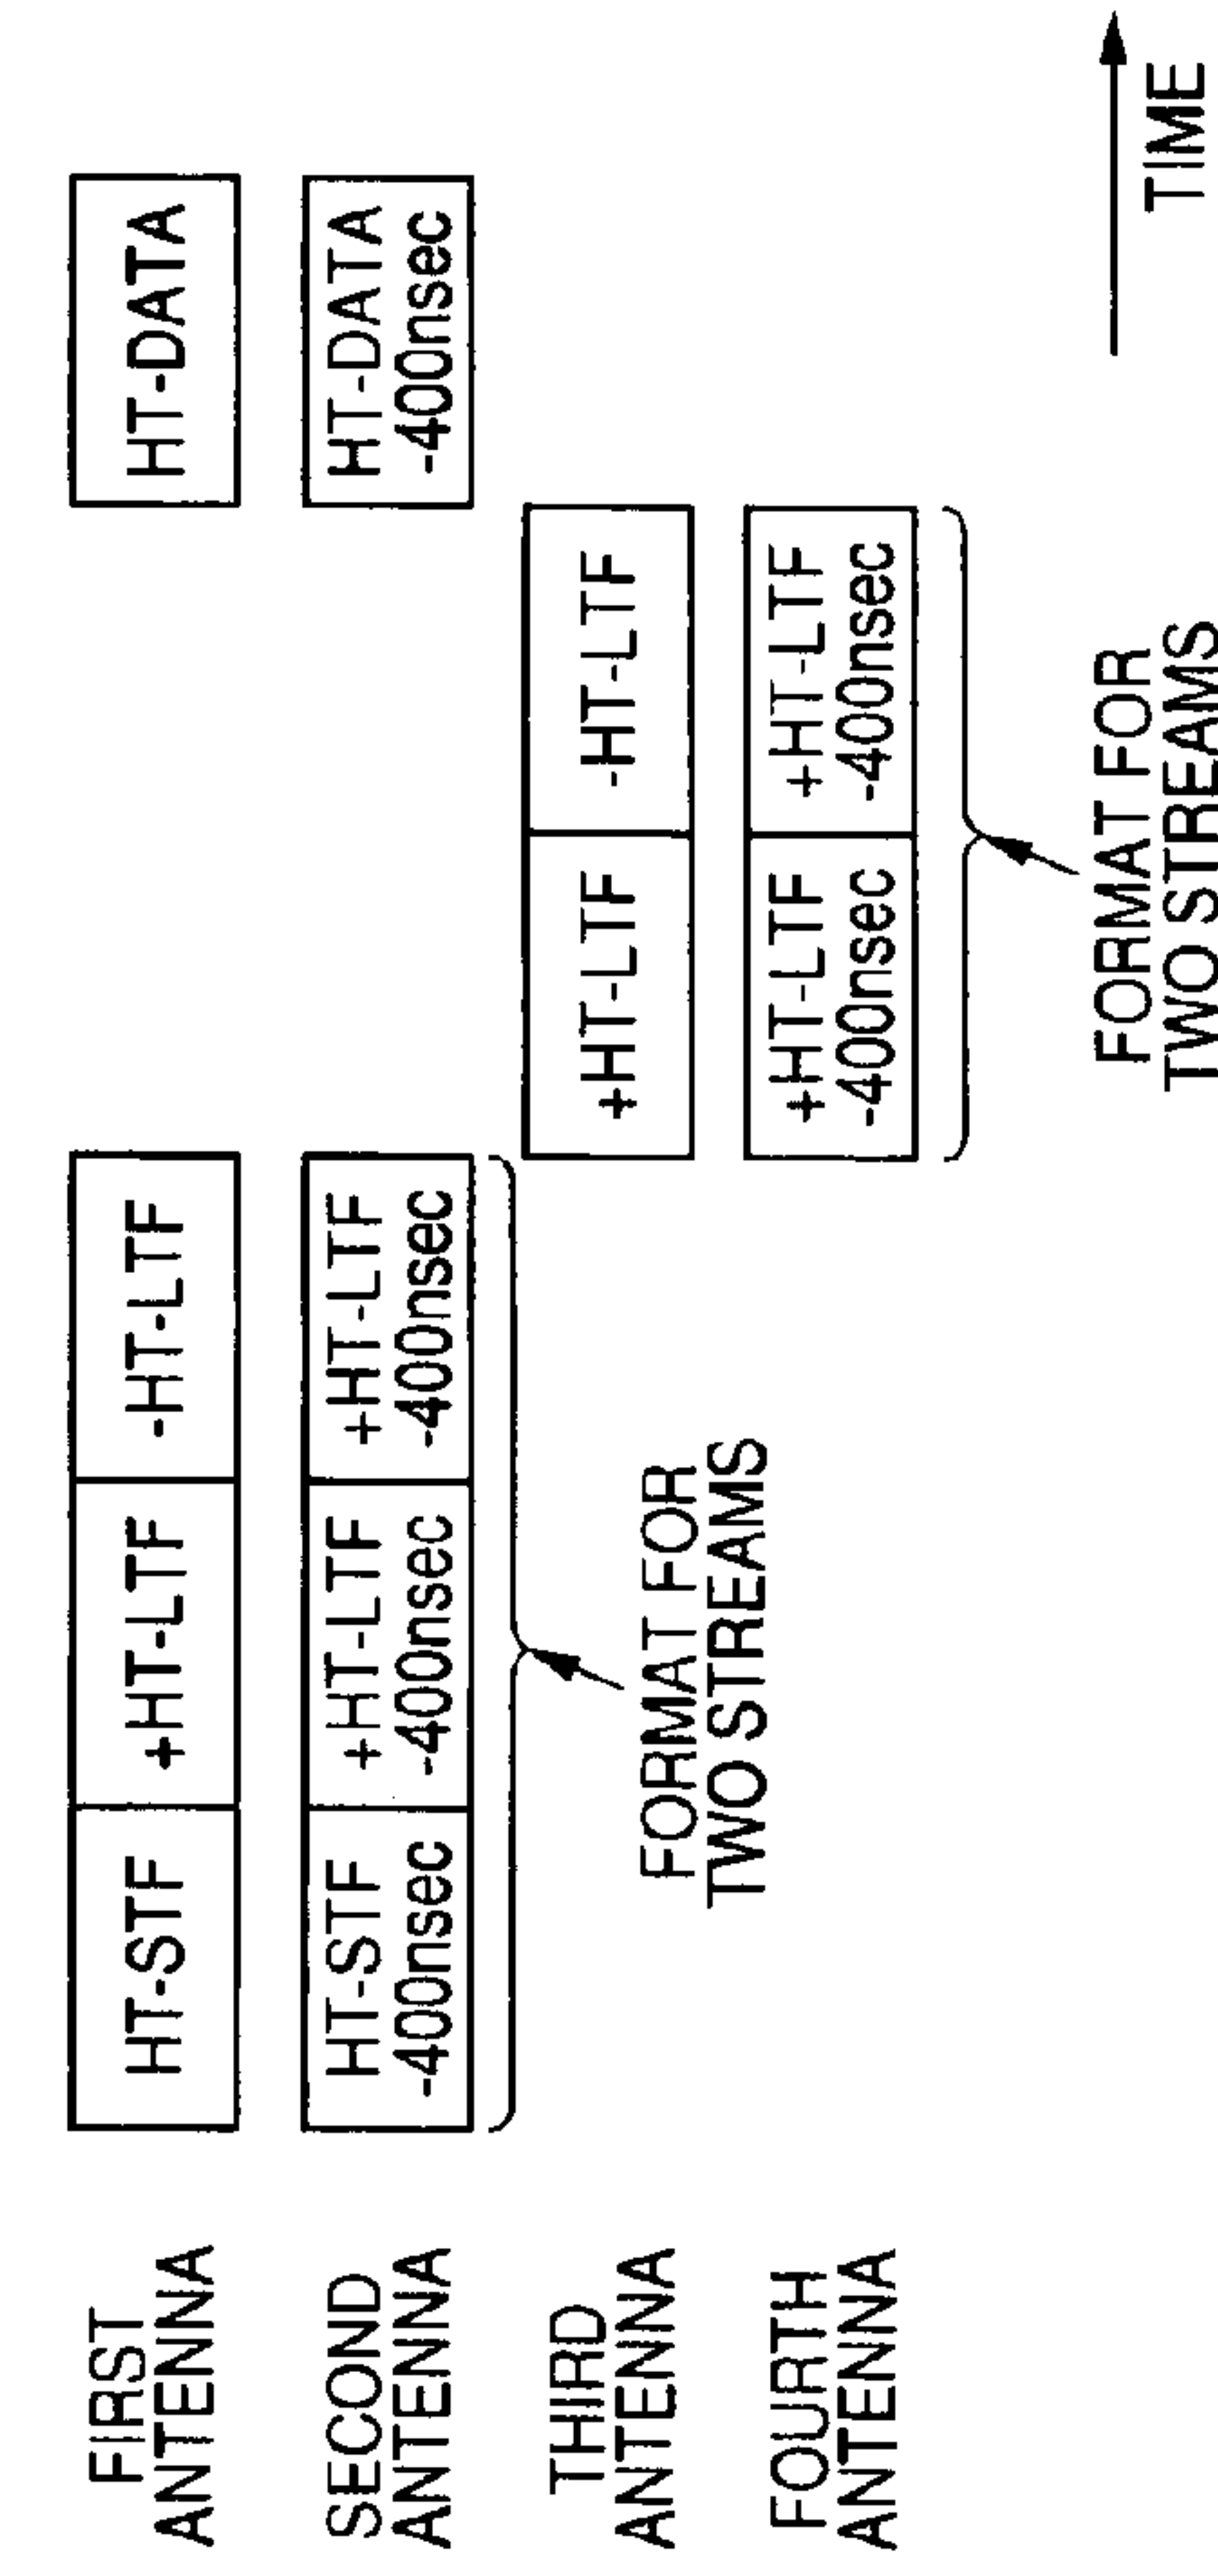 FIRST
ANTENNA
HT-STF
+HT-LTF
-HT-LTF
HT-DATA
SECOND
ANTENNA
HT-STF
-400nsec
+HT-LTF
-400nsec
+HT-LTF
-400nsec
HT-DATA
-400nsec
FORMAT FOR
TWO STREAMS
THIRD
ANTENNA
+HT-LTF
-HT-LTF
FOURTH
ANTENNA
+HT-LTF
-400nsec
+HT-LTF
-400nsec
FORMAT FOR
TWO STREAMS
TIME